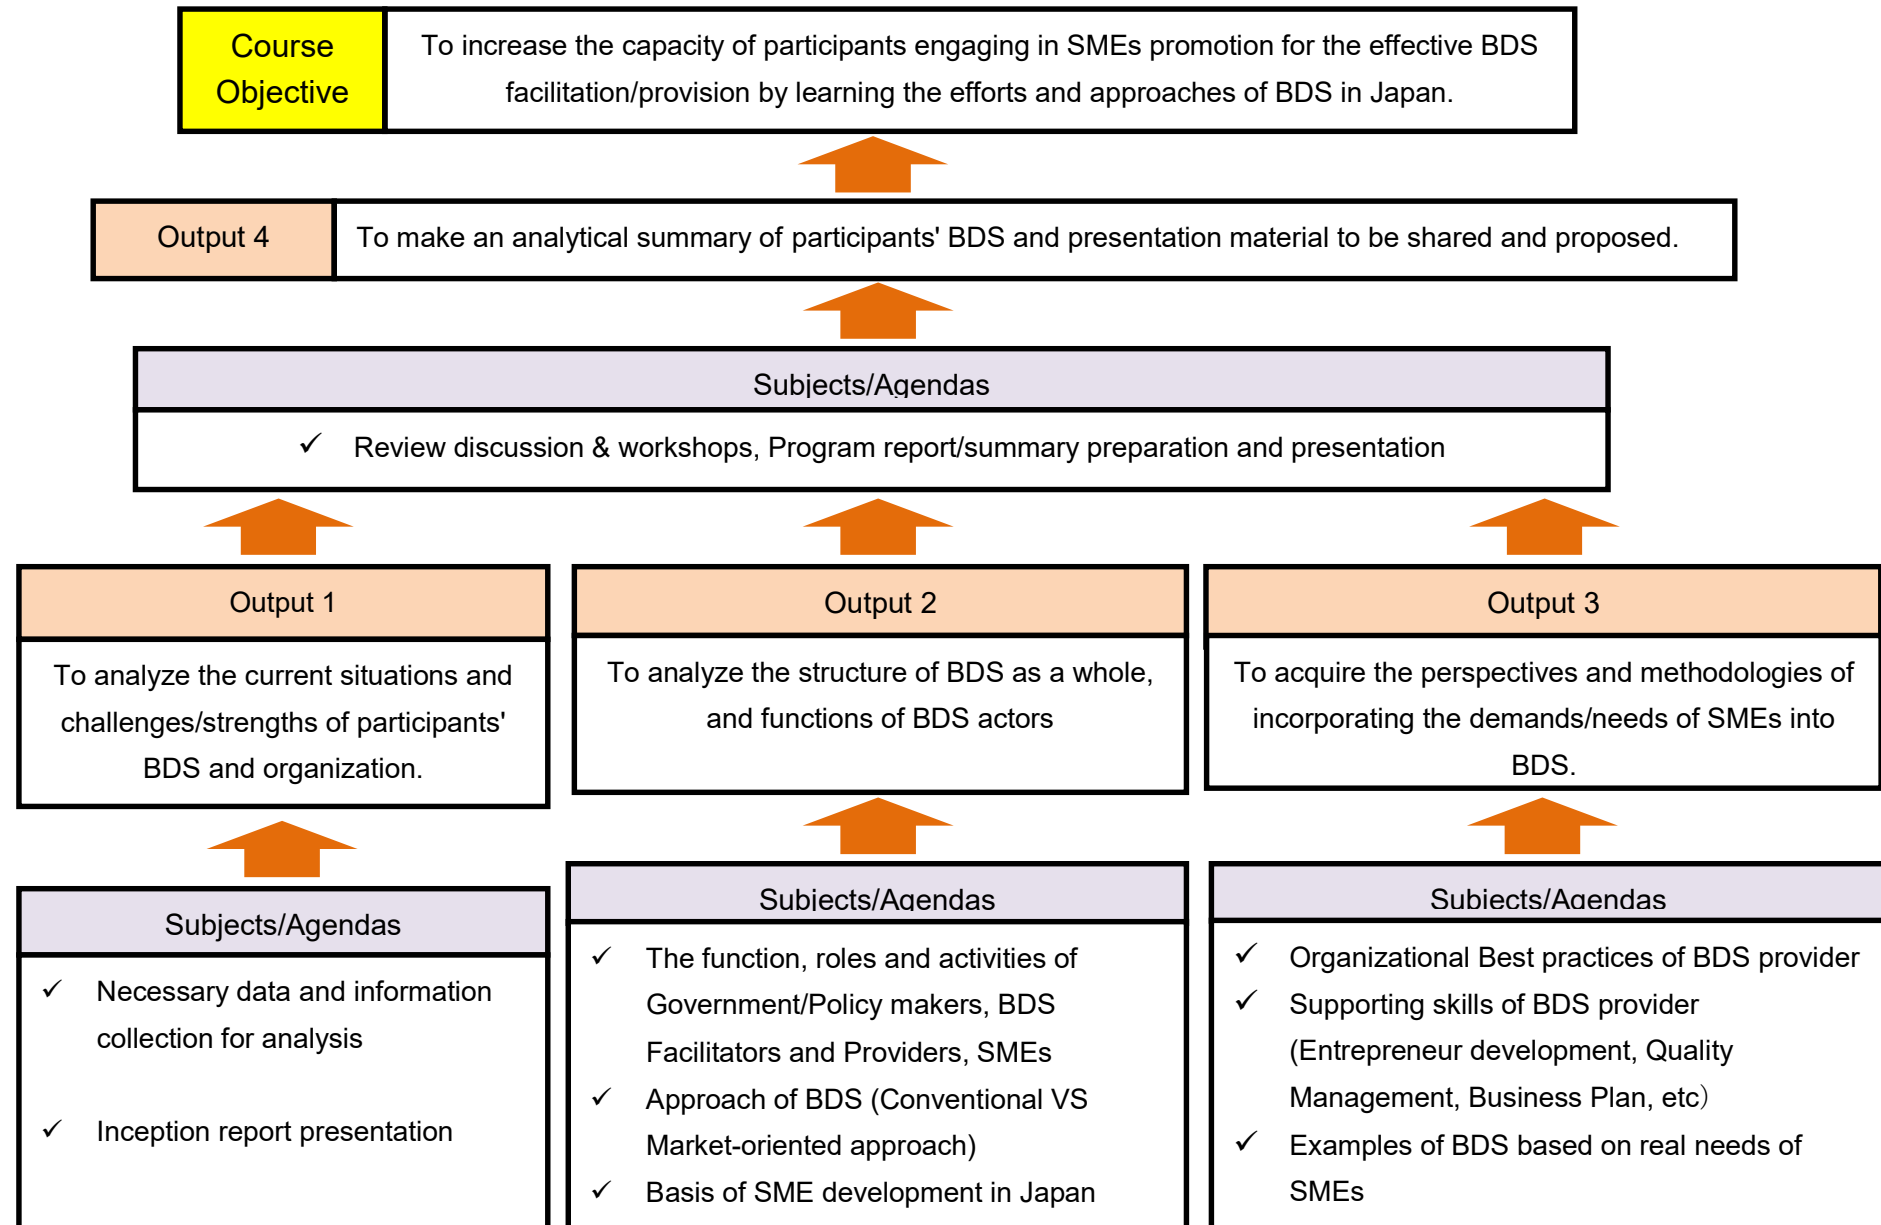 Course
Objective
To increase the capacity of participants engaging in SMEs promotion for the effective BDS
facilitation/provision by learning the efforts and approaches of BDS in Japan.
Output 4
To make an analytical summary of participants' BDS and presentation material to be shared and proposed.
Subjects/Agendas
✓ Review discussion & workshops, Program report/summary preparation and presentation
Output 1
To analyze the current situations and
challenges/strengths of participants'
BDS and organization.
Subjects/Agendas
✓ Necessary data and information
collection for analysis
✓ Inception report presentation
Output 2
To analyze the structure of BDS as a whole,
and functions of BDS actors
Subjects/Agendas
✓ The function, roles and activities of
Government/Policy makers, BDS
Facilitators and Providers, SMEs
✓ Approach of BDS (Conventional VS
Market-oriented approach)
✓ Basis of SME development in Japan
Output 3
To acquire the perspectives and methodologies of
incorporating the demands/needs of SMEs into
BDS.
Subjects/Agendas
✓ Organizational Best practices of BDS provider
✓ Supporting skills of BDS provider
(Entrepreneur development, Quality
Management, Business Plan, etc）
✓ Examples of BDS based on real needs of
SMEs